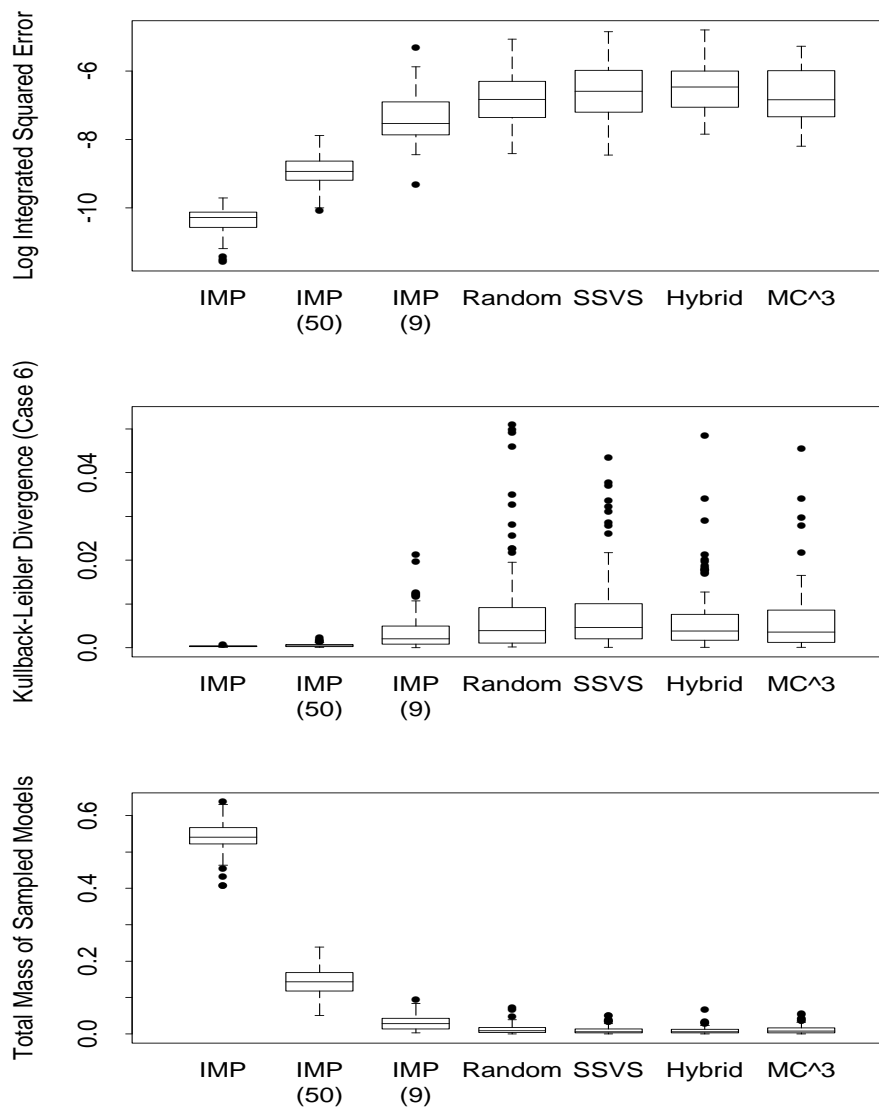 Log Integrated Squared Error
-6
-8
-10
IMP IMP Random SSVS Hybrid MC^3
IMP
(50) (9)
Kullback-Leibler Divergence (Case 6)
0.04
0.02
0.0
IMP IMP IMP Random SSVS Hybrid MC^3
(50) (9)
Total Mass of Sampled Models
0.6
0.4
0.2
0.0
IMP IMP IMP Random SSVS Hybrid MC^3
(50) (9)